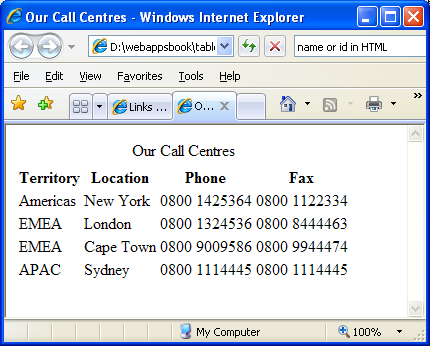 Our Call Centres - Windows Internet Explorer
D:\webappsbook\table name or id in HTML
File Edit View Favorites Tools Help
Links ... O...
Our Call Centres
Territory Location Phone Fax
Americas New York 0800 1425364 0800 1122334
EMEA London 0800 1324536 0800 8444463
EMEA Cape Town 0800 9009586 0800 9944474
APAC Sydney 0800 1114445 0800 1114445
My Computer 100%